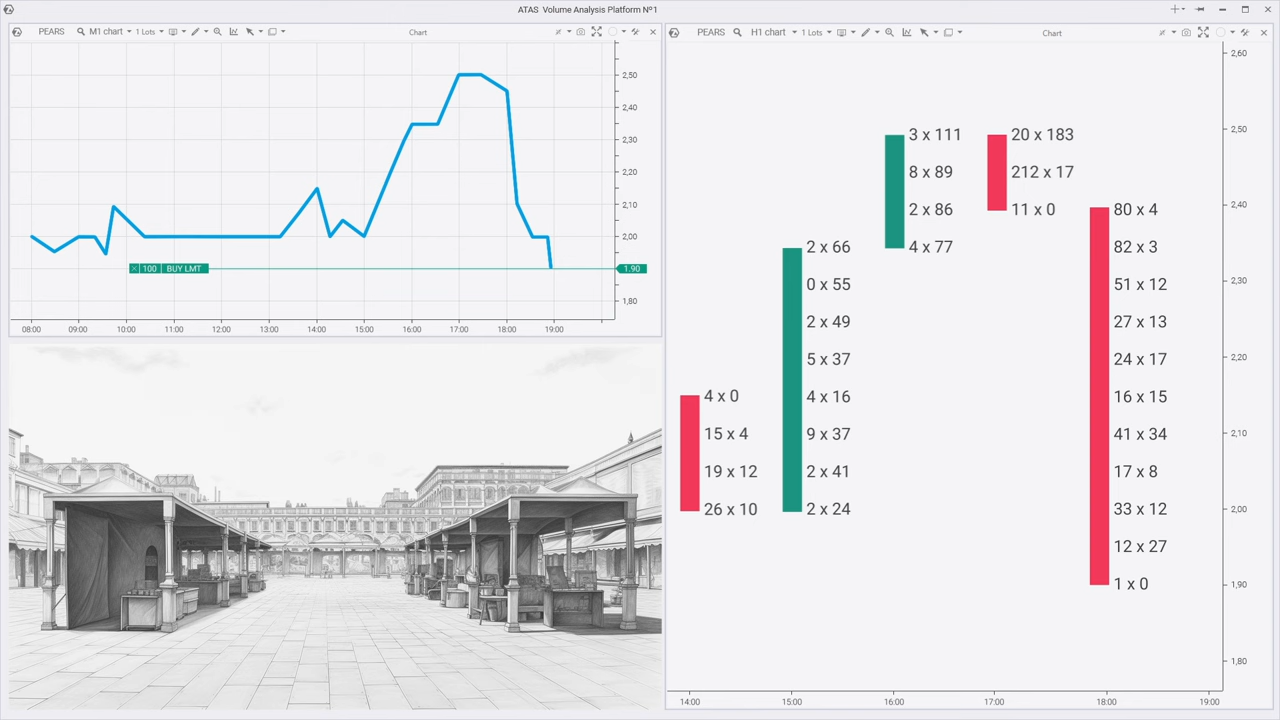 ATAS Volume Analysis Platform Nº1
PEARS M1 chart 1 Lots Chart
2,50
2,40
2,30
2,20
2,10
2,00
1,80
100 BUY LMT 1.90
08:00 09:00 10:00 11:00 12:00 13:00 14:00 15:00 16:00 17:00 18:00 19:00
PEARS H1 chart 1 Lots Chart
2,60
2,50
2,40
2,30
2,20
2,10
2,00
1,90
1,80
4 x 0
15 x 4
19 x 12
26 x 10
2 x 66
0 x 55
2 x 49
5 x 37
4 x 16
9 x 37
2 x 41
2 x 24
3 x 111
8 x 89
2 x 86
4 x 77
20 x 183
212 x 17
11 x 0
80 x 4
82 x 3
51 x 12
27 x 13
24 x 17
16 x 15
41 x 34
17 x 8
33 x 12
12 x 27
1 x 0
14:00 15:00 16:00 17:00 18:00 19:00